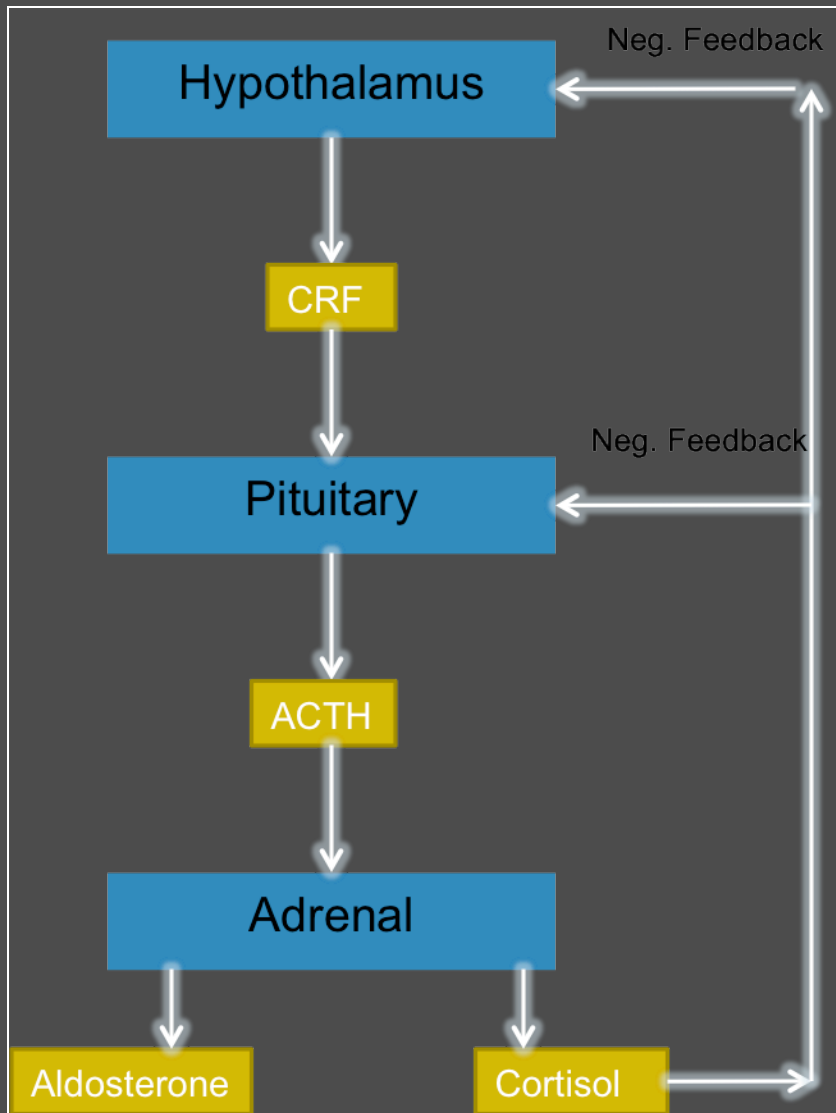 Neg. Feedback
Hypothalamus
CRF
Neg. Feedback
Pituitary
ACTH
Adrenal
Aldosterone
Cortisol